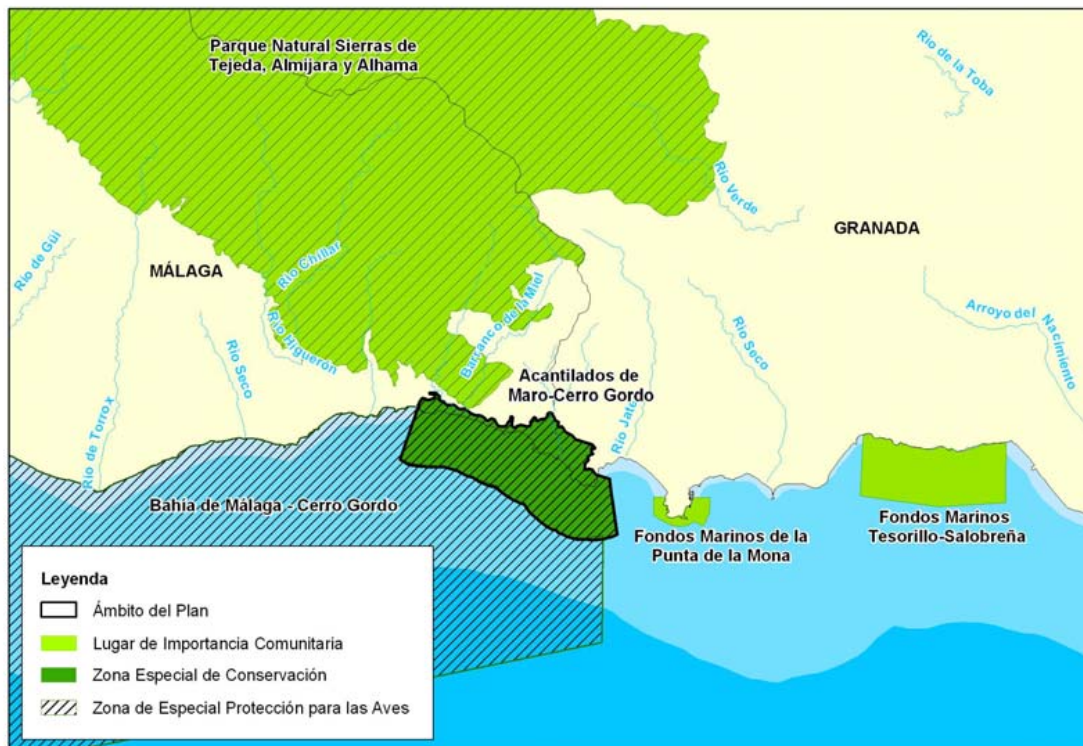 Parque Natural Sierras de
Tejeda, Almijara y Alhama
Río de la Toba
Río Verde
GRANADA
Río de Güi
MÁLAGA
Río Chillar
Río Higuerón
Barranco de la Miel
Arroyo del Nacimiento
Río Seco
Río Seco
Acantilados de
Maro-Cerro Gordo
Río Jate
Río de Torrox
Bahía de Málaga - Cerro Gordo
Fondos Marinos de la
Punta de la Mona
Fondos Marinos
Tesorillo-Salobreña
Leyenda
Ámbito del Plan
Lugar de Importancia Comunitaria
Zona Especial de Conservación
Zona de Especial Protección para las Aves